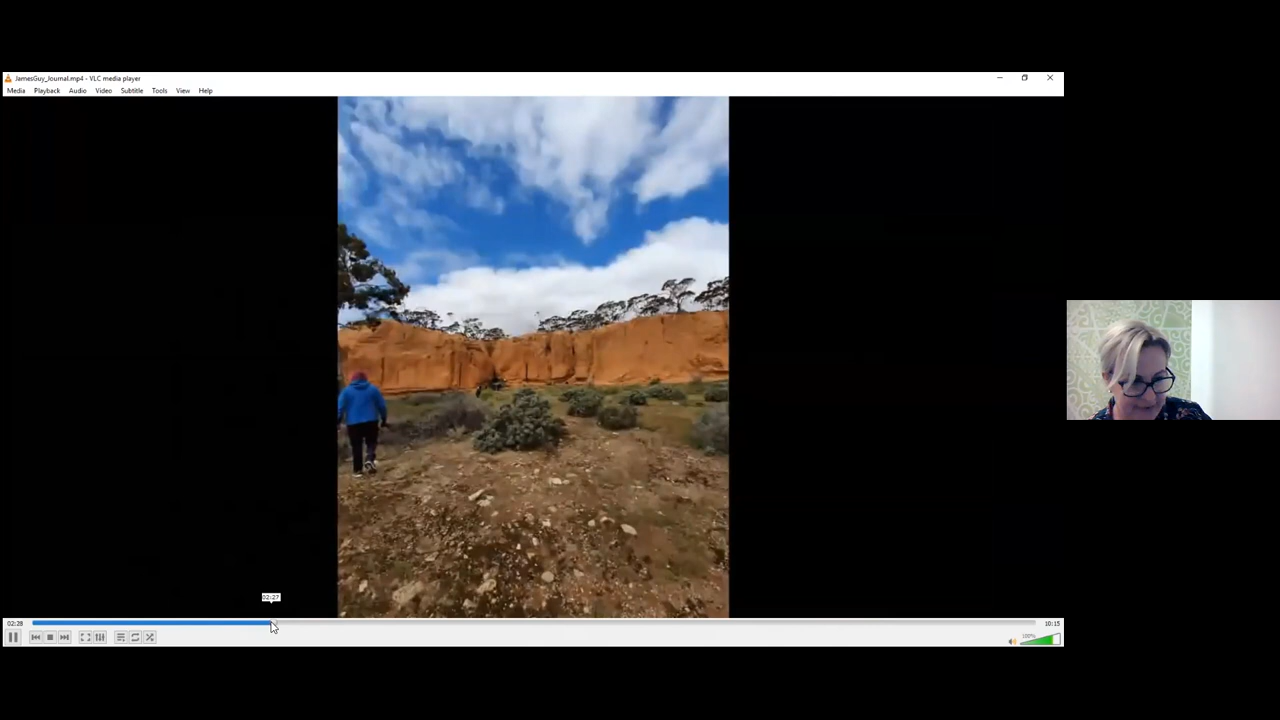 JamesGuy_Journal.mp4 - VLC media player
Media Playback Audio Video Subtitle Tools View Help
02:27
02:28
10:15
100%